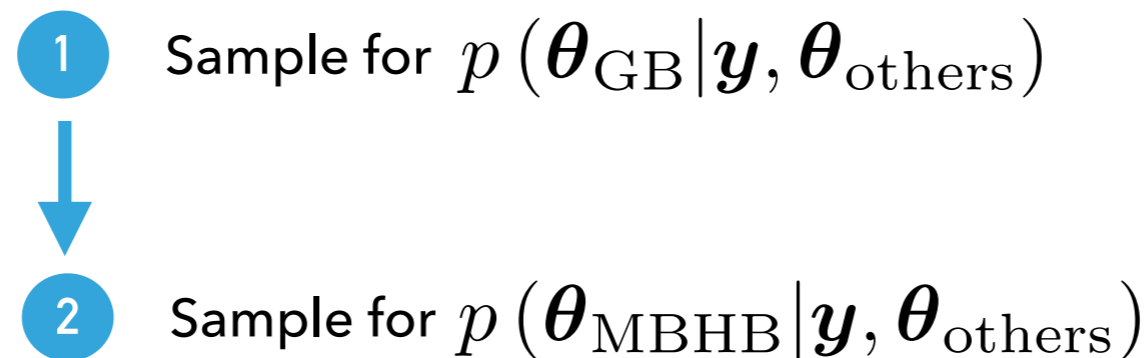 1 Sample for p (θ_GB|y, θ_others)
2 Sample for p (θ_MBHB|y, θ_others)